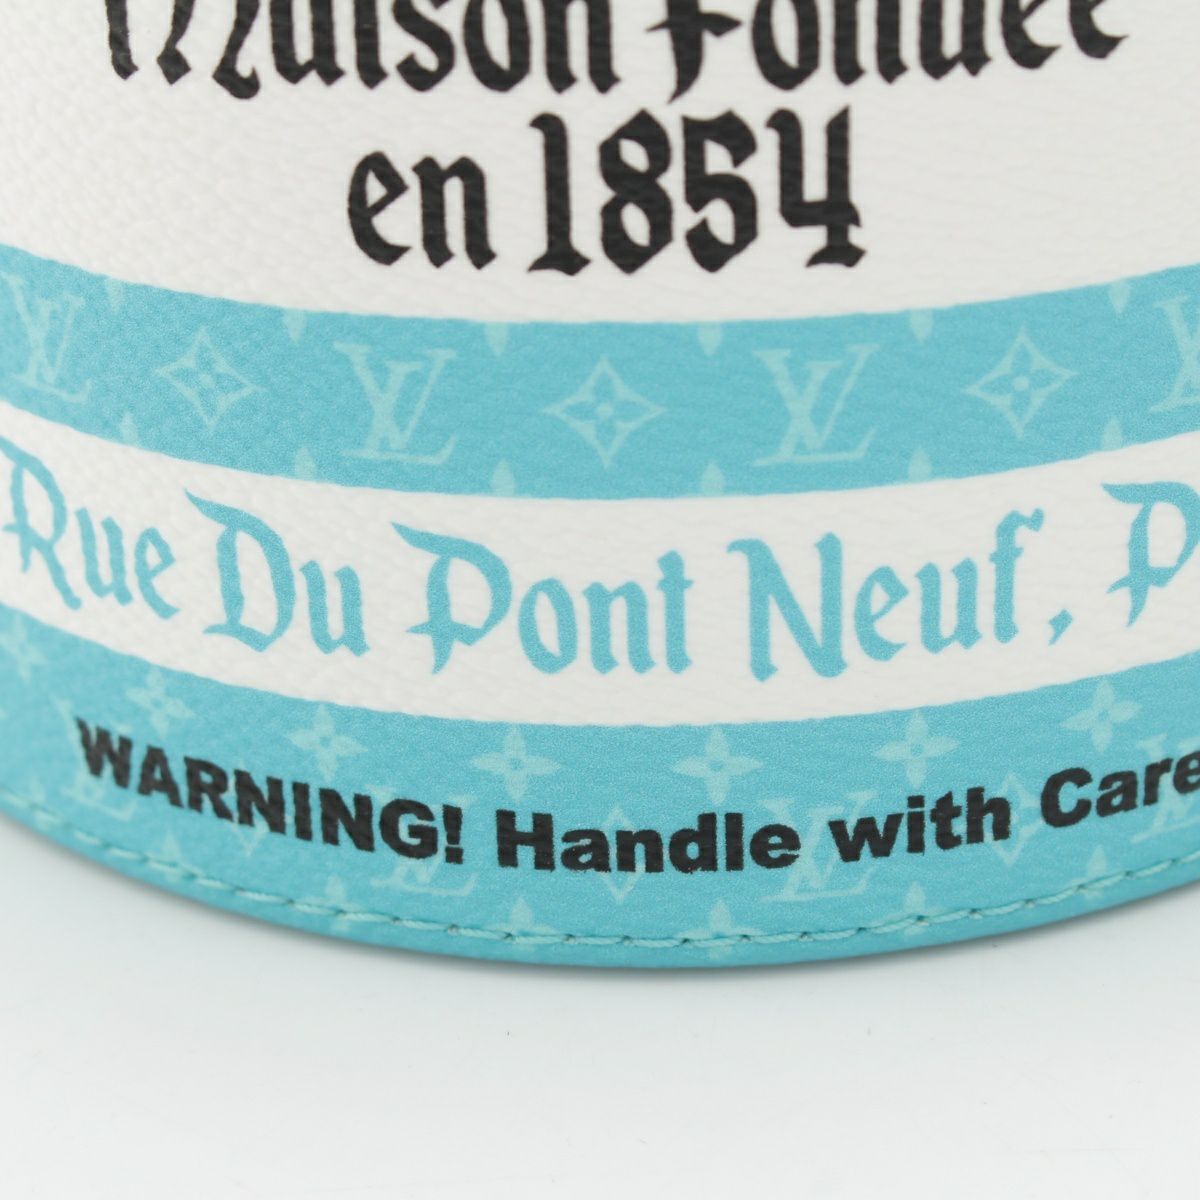 Maison Fondée
en 1854
Rue Du Pont Neuf, P
WARNING! Handle with Care